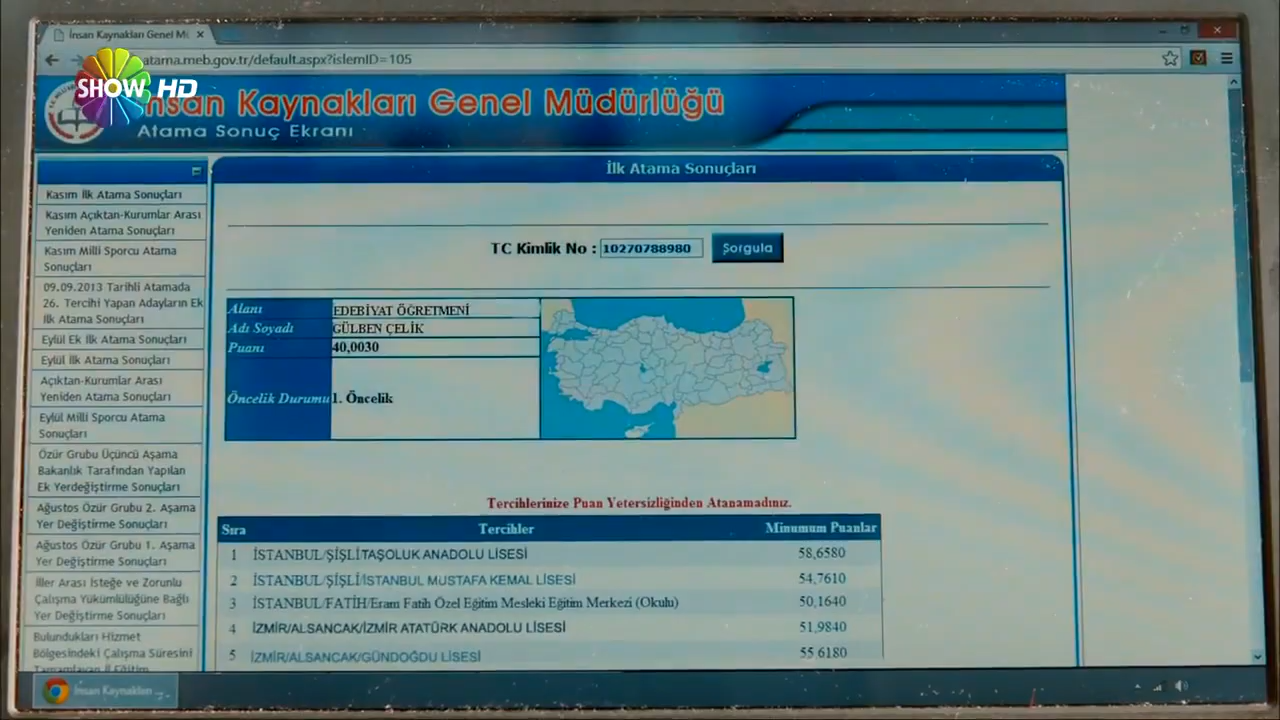 İnsan Kaynakları Genel Mü
atama.meb.gov.tr/default.aspx?islemID=105
SHOW HD
İnsan Kaynakları Genel Müdürlüğü
Atama Sonuç Ekranı
Kasım İlk Atama Sonuçları
Kasım Açıktan-Kurumlar Arası
Yeniden Atama Sonuçları
Kasım Milli Sporcu Atama
Sonuçları
09.09.2013 Tarihli Atamada
26. Tercihi Yapan Adayların Ek
İlk Atama Sonuçları
Eylül Ek İlk Atama Sonuçları
Eylül İlk Atama Sonuçları
Açıktan-Kurumlar Arası
Yeniden Atama Sonuçları
Eylül Milli Sporcu Atama
Sonuçları
Özür Grubu Üçüncü Aşama
Bakanlık Tarafından Yapılan
Ek Yerdeğiştirme Sonuçları
Ağustos Özür Grubu 2. Aşama
Yer Değiştirme Sonuçları
Ağustos Özür Grubu 1. Aşama
Yer Değiştirme Sonuçları
İller Arası İsteğe ve Zorunlu
Çalışma Yükümlülüğüne Bağlı
Yer Değiştirme Sonuçları
Bulundukları Hizmet
Bölgesindeki Çalışma Süresini
Tamamlayan İl Eğitim
İlk Atama Sonuçları
TC Kimlik No : 10270788980 Sorgula
Alanı EDEBİYAT ÖĞRETMENİ
Adı Soyadı GÜLBEN ÇELİK
Puanı 40,0030
Öncelik Durumu 1. Öncelik
Tercihlerinize Puan Yetersizliğinden Atanamadınız.
Sıra Tercihler Minumum Puanlar
1 İSTANBUL/ŞİŞLİ TAŞOLUK ANADOLU LİSESİ 58,6580
2 İSTANBUL/ŞİŞLİ/İSTANBUL MUSTAFA KEMAL LİSESİ 54,7610
3 İSTANBUL/FATİH/Eram Fatih Özel Eğitim Mesleki Eğitim Merkezi (Okulu) 50,1640
4 İZMİR/ALSANCAK/İZMİR ATATÜRK ANADOLU LİSESİ 51,9840
5 İZMİR/ALSANCAK/GÜNDOĞDU LİSESİ 55,6180
İnsan Kaynakları ...